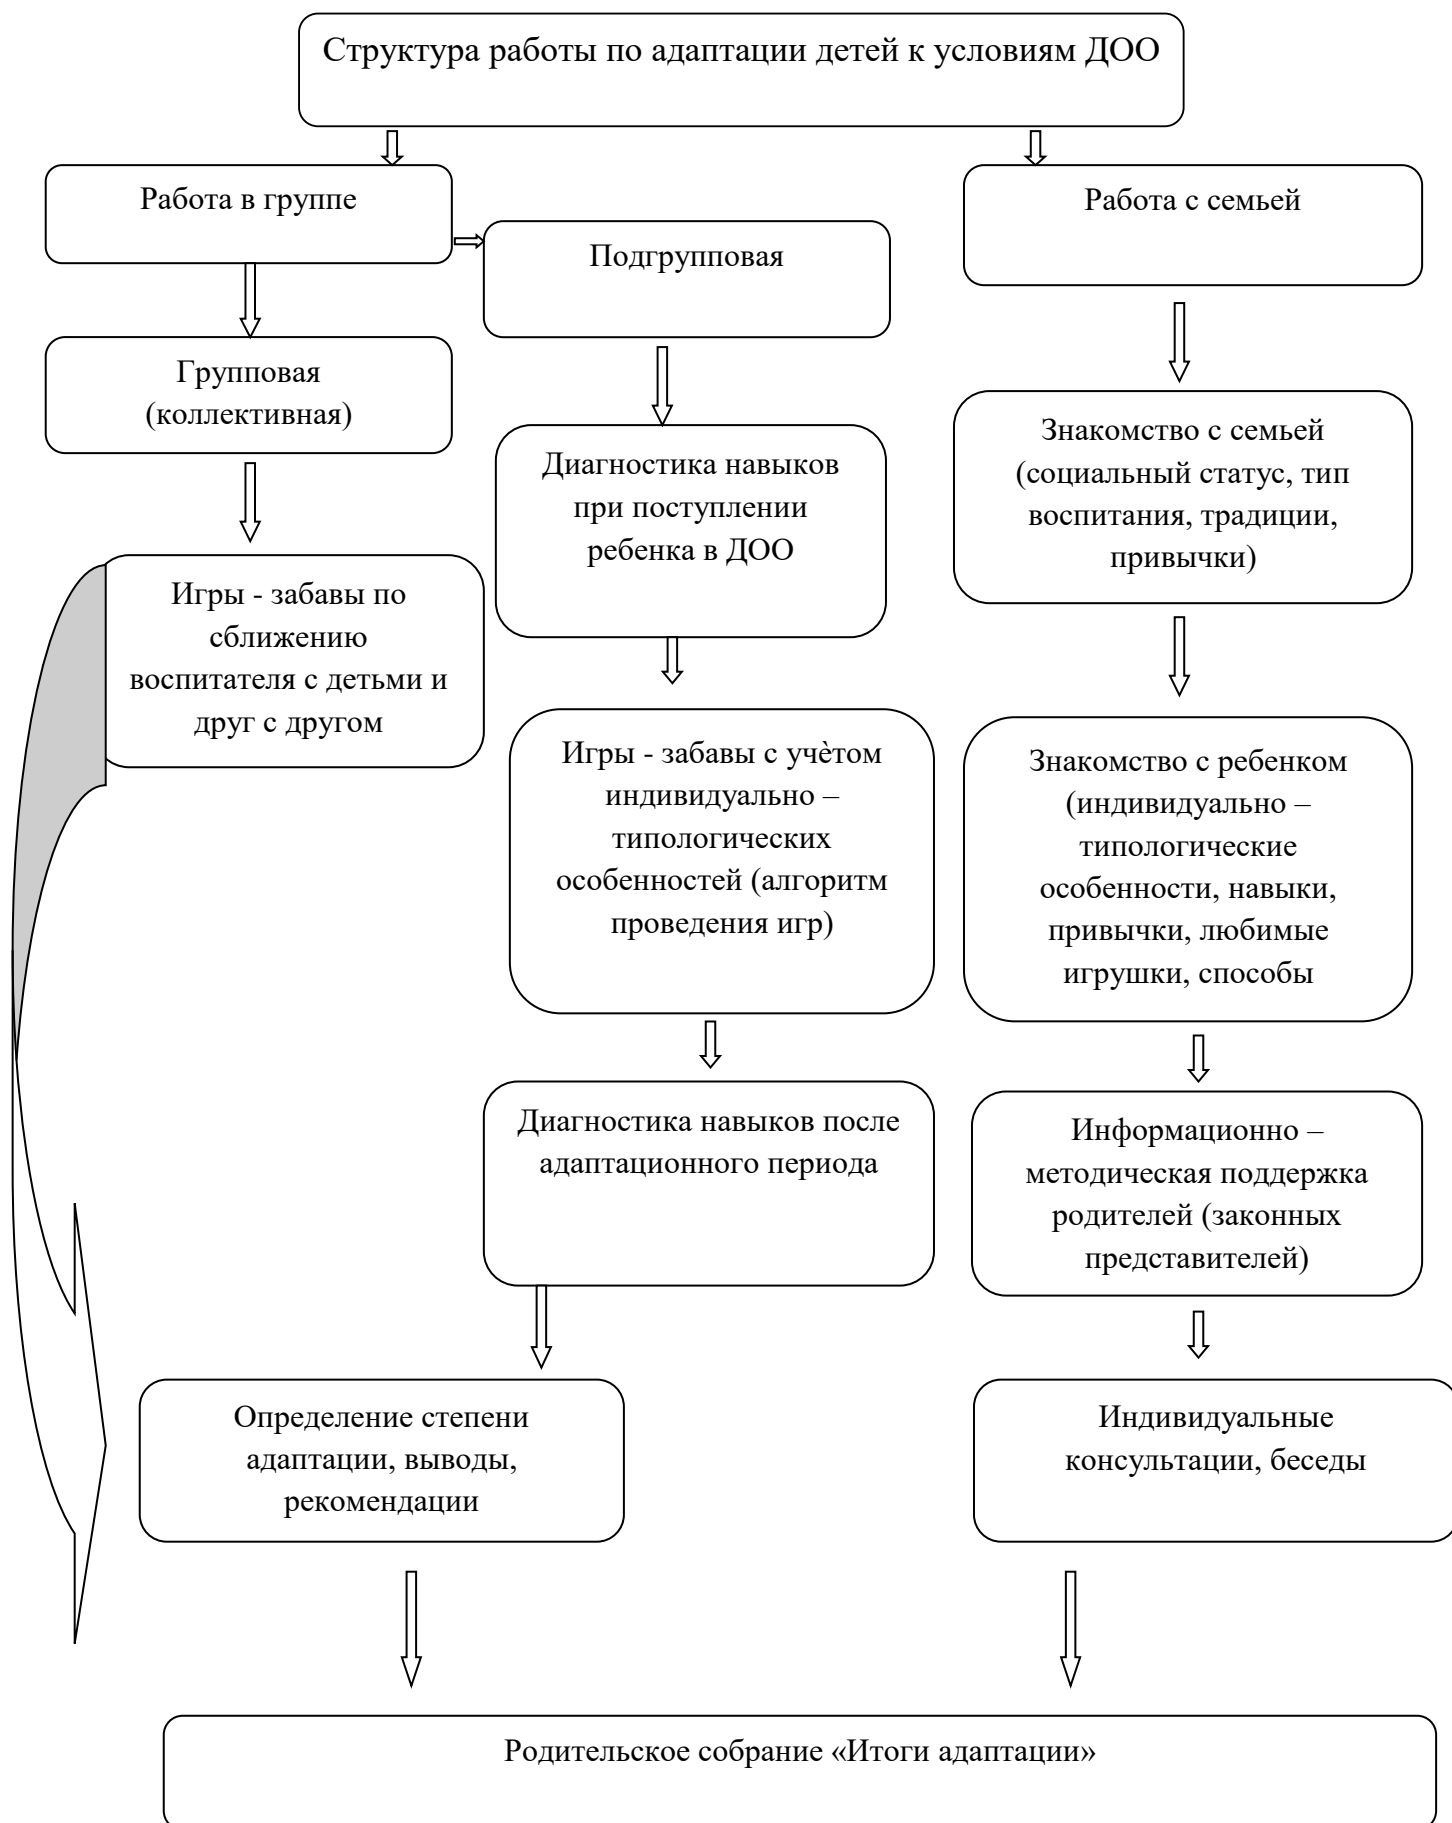 Структура работы по адаптации детей к условиям ДОО
Работа в группе
Работа с семьей
Подгрупповая
Групповая
(коллективная)
Диагностика навыков
при поступлении
ребенка в ДОО
Знакомство с семьей
(социальный статус, тип
воспитания, традиции,
привычки)
Игры - забавы по
сближению
воспитателя с детьми и
друг с другом
Игры - забавы с учѐтом
индивидуально –
типологических
особенностей (алгоритм
проведения игр)
Знакомство с ребенком
(индивидуально –
типологические
особенности, навыки,
привычки, любимые
игрушки, способы
Диагностика навыков после
адаптационного периода
Информационно –
методическая поддержка
родителей (законных
представителей)
Определение степени
адаптации, выводы,
рекомендации
Индивидуальные
консультации, беседы
Родительское собрание «Итоги адаптации»